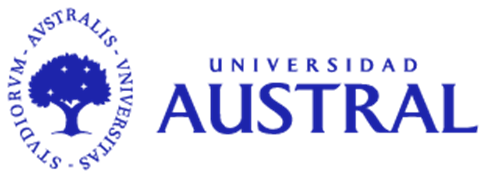 STVDIORVM - AVSTRALIS - VNIVERSITAS -
UNIVERSIDAD
AUSTRAL